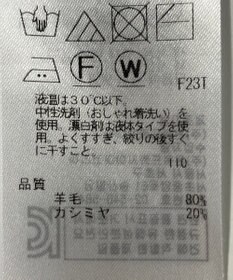 F
W
F231
液温は30℃以下、
中性洗剤(おしゃれ着洗い)を
使用。漂白剤は液体タイプを使
用。よくすすぎ、絞りの後すぐ
に干すこと。
110
品質
羊毛 80%
カシミヤ 20%